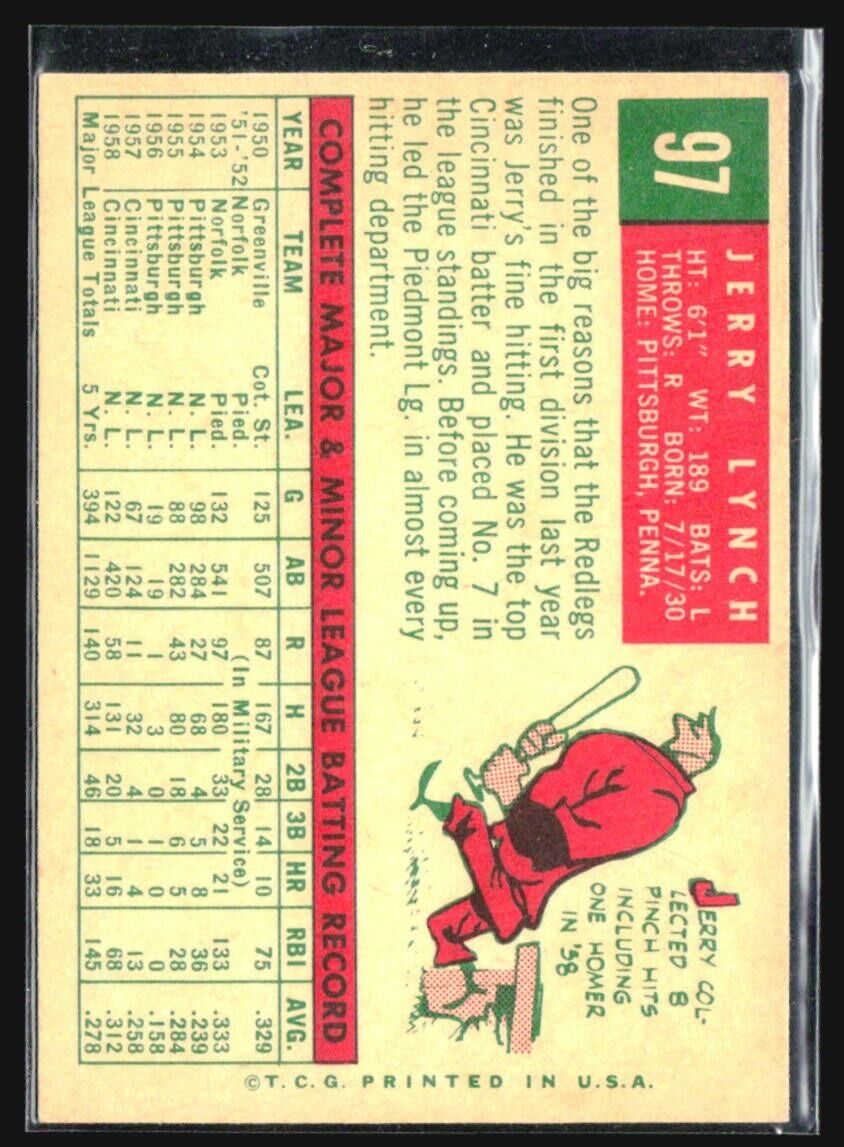 97
JERRY LYNCH
HT: 6'1" WT: 189 BATS: L
THROWS: R BORN: 7/17/30
HOME: PITTSBURGH, PENNA.
One of the big reasons that the Redlegs
finished in the first division last year
was Jerry's fine hitting. He was the top
Cincinnati batter and placed No. 7 in
the league standings. Before coming up,
he led the Piedmont Lg. in almost every
hitting department.
JERRY COL-
LECTED 8
PINCH HITS
INCLUDING
ONE HOMER
IN '58
COMPLETE MAJOR & MINOR LEAGUE BATTING RECORD
YEAR TEAM LEA. G AB R H 2B 3B HR RBI AVG.
1950 Greenville Cot. St. 125 507 87 167 28 14 10 75 .329
'51-'52 Norfolk Pied. (In Military Service)
1953 Norfolk Pied. 132 541 97 180 33 22 21 133 .333
1954 Pittsburgh N. L. 98 284 27 68 4 5 8 36 .239
1955 Pittsburgh N. L. 88 282 43 80 18 6 5 28 .284
1956 Pittsburgh N. L. 19 19 1 3 0 1 0 0 .158
1957 Cincinnati N. L. 67 124 11 32 4 1 4 13 .258
1958 Cincinnati N. L. 122 420 58 131 20 5 16 68 .312
Major League Totals 5 Yrs. 394 1129 140 314 46 18 33 145 .278
©T.C.G. PRINTED IN U.S.A.